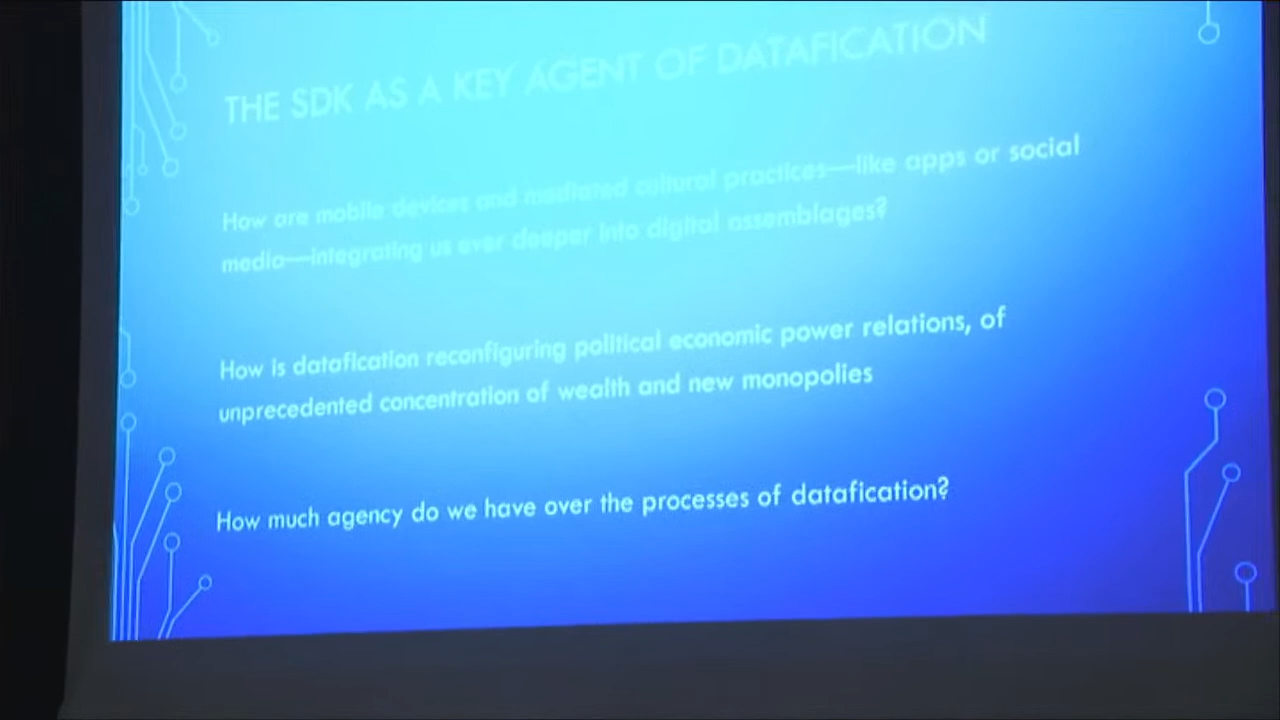 THE SDK AS A KEY AGENT OF DATAFICATION
How are mobile devices and mediated cultural practices—like apps or social
media—integrating us ever deeper into digital assemblages?
How is datafication reconfiguring political economic power relations, of
unprecedented concentration of wealth and new monopolies
How much agency do we have over the processes of datafication?